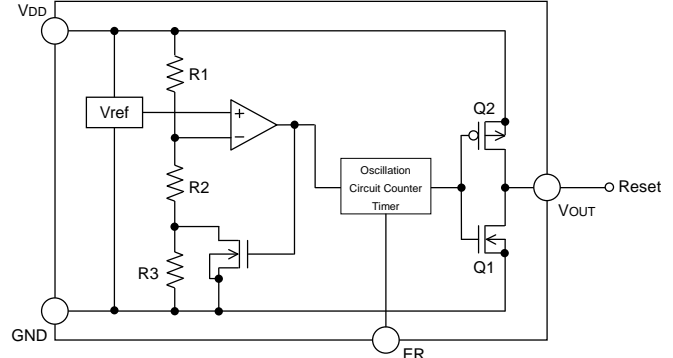 VDD
R1
Vref
+
−
Q2
Oscillation
Circuit Counter
Timer
Reset
VOUT
R2
Q1
R3
GND
ER